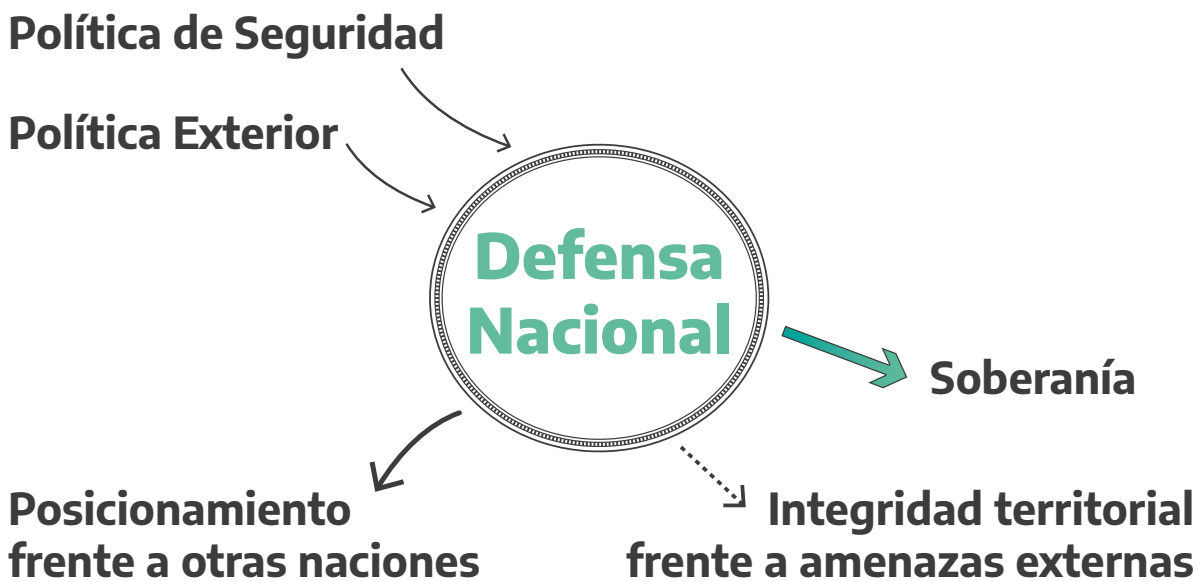 Política de Seguridad
Política Exterior
Defensa
Nacional
Soberanía
Posicionamiento
frente a otras naciones
Integridad territorial
frente a amenazas externas